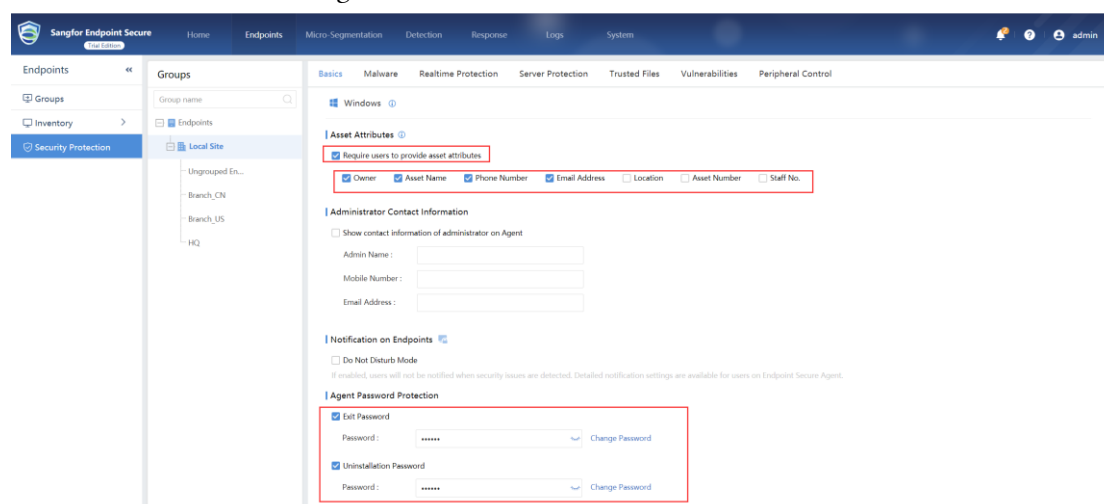 Sangfor Endpoint Secure
Trial Edition
Home Endpoints Micro-Segmentation Detection Response Logs System
admin
Endpoints
Groups
Inventory
Security Protection
Groups
Group name
Endpoints
Local Site
Ungrouped En...
Branch_CN
Branch_US
HQ
Basics Malware Realtime Protection Server Protection Trusted Files Vulnerabilities Peripheral Control
Windows
Asset Attributes
Require users to provide asset attributes
Owner Asset Name Phone Number Email Address Location Asset Number Staff No.
Administrator Contact Information
Show contact information of administrator on Agent
Admin Name :
Mobile Number :
Email Address :
Notification on Endpoints
Do Not Disturb Mode
If enabled, users will not be notified when security issues are detected. Detailed notification settings are available for users on Endpoint Secure Agent.
Agent Password Protection
Exit Password
Password : •••••• Change Password
Uninstallation Password
Password : •••••• Change Password